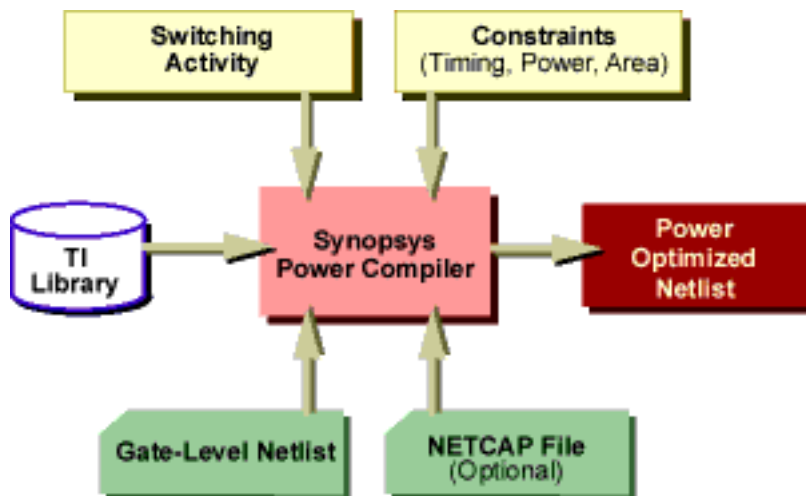 Switching
Activity
Constraints
(Timing, Power, Area)
TI
Library
Synopsys
Power Compiler
Power
Optimized
Netlist
Gate-Level Netlist
NETCAP File
(Optional)